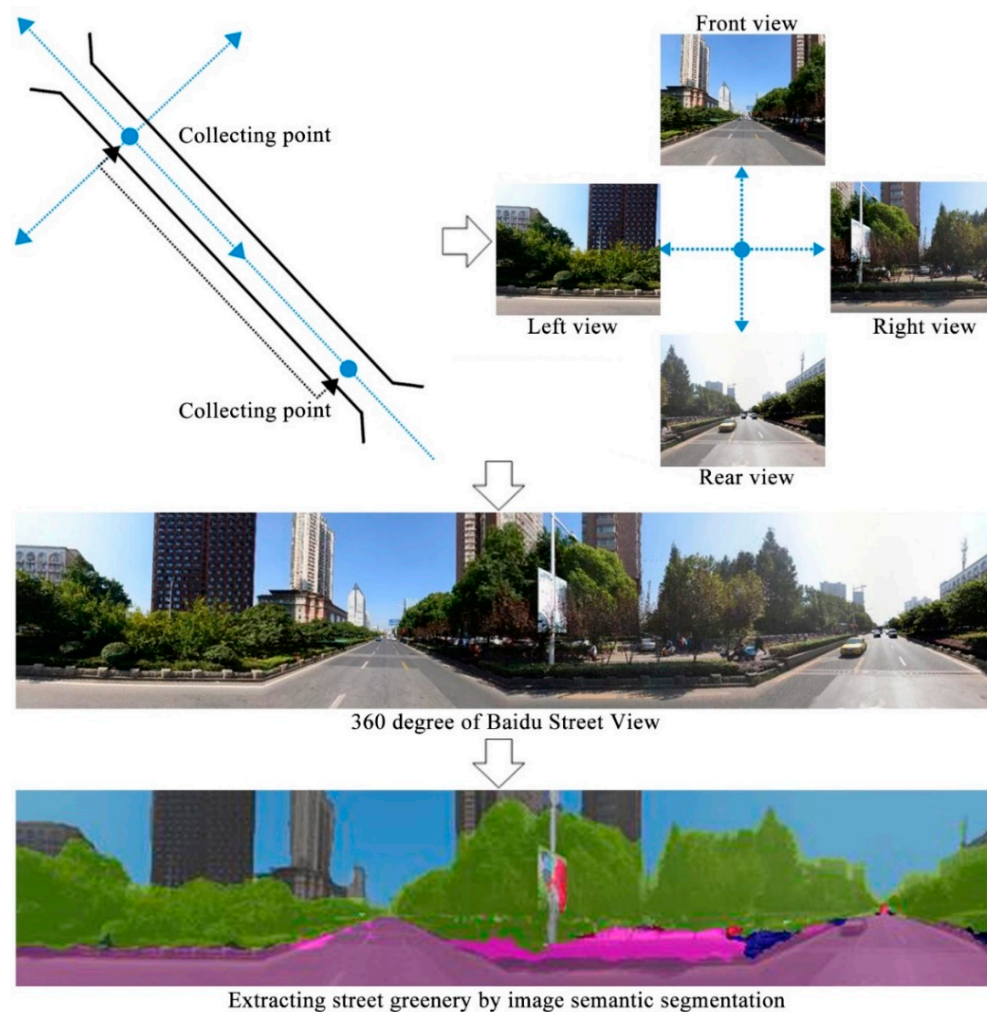 Front view
Collecting point
Left view
Right view
Collecting point
Rear view
360 degree of Baidu Street View
Extracting street greenery by image semantic segmentation